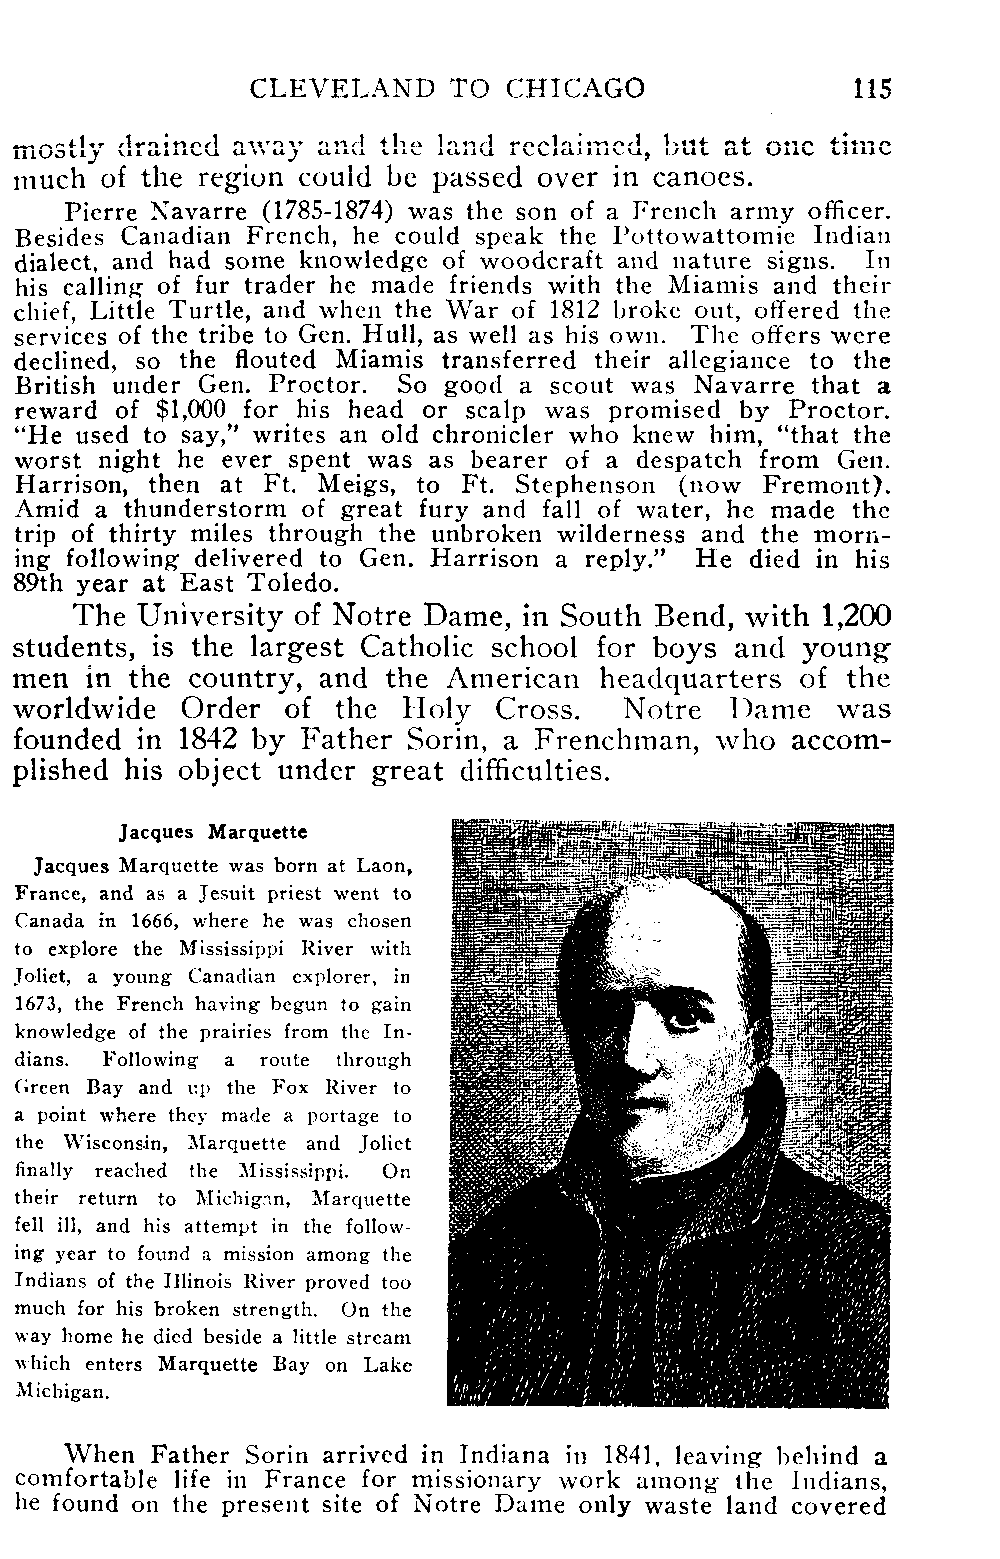 CLEVELAND TO CHICAGO 115
mostly drained away and the land reclaimed, but at one time
much of the region could be passed over in canoes.
Pierre Navarre (1785-1874) was the son of a French army officer.
Besides Canadian French, he could speak the Pottowattomie Indian
dialect, and had some knowledge of woodcraft and nature signs. In
his calling of fur trader he made friends with the Miamis and their
chief, Little Turtle, and when the War of 1812 broke out, offered the
services of the tribe to Gen. Hull, as well as his own. The offers were
declined, so the flouted Miamis transferred their allegiance to the
British under Gen. Proctor. So good a scout was Navarre that a
reward of $1,000 for his head or scalp was promised by Proctor.
“He used to say,” writes an old chronicler who knew him, “that the
worst night he ever spent was as bearer of a despatch from Gen.
Harrison, then at Ft. Meigs, to Ft. Stephenson (now Fremont).
Amid a thunderstorm of great fury and fall of water, he made the
trip of thirty miles through the unbroken wilderness and the morn-
ing following delivered to Gen. Harrison a reply.” He died in his
89th year at East Toledo.
The University of Notre Dame, in South Bend, with 1,200
students, is the largest Catholic school for boys and young
men in the country, and the American headquarters of the
worldwide Order of the Holy Cross. Notre Dame was
founded in 1842 by Father Sorin, a Frenchman, who accom-
plished his object under great difficulties.
Jacques Marquette
Jacques Marquette was born at Laon,
France, and as a Jesuit priest went to
Canada in 1666, where he was chosen
to explore the Mississippi River with
Joliet, a young Canadian explorer, in
1673, the French having begun to gain
knowledge of the prairies from the In-
dians. Following a route through
Green Bay and up the Fox River to
a point where they made a portage to
the Wisconsin, Marquette and Joliet
finally reached the Mississippi. On
their return to Michigan, Marquette
fell ill, and his attempt in the follow-
ing year to found a mission among the
Indians of the Illinois River proved too
much for his broken strength. On the
way home he died beside a little stream
which enters Marquette Bay on Lake
Michigan.
When Father Sorin arrived in Indiana in 1841, leaving behind a
comfortable life in France for missionary work among the Indians,
he found on the present site of Notre Dame only waste land covered